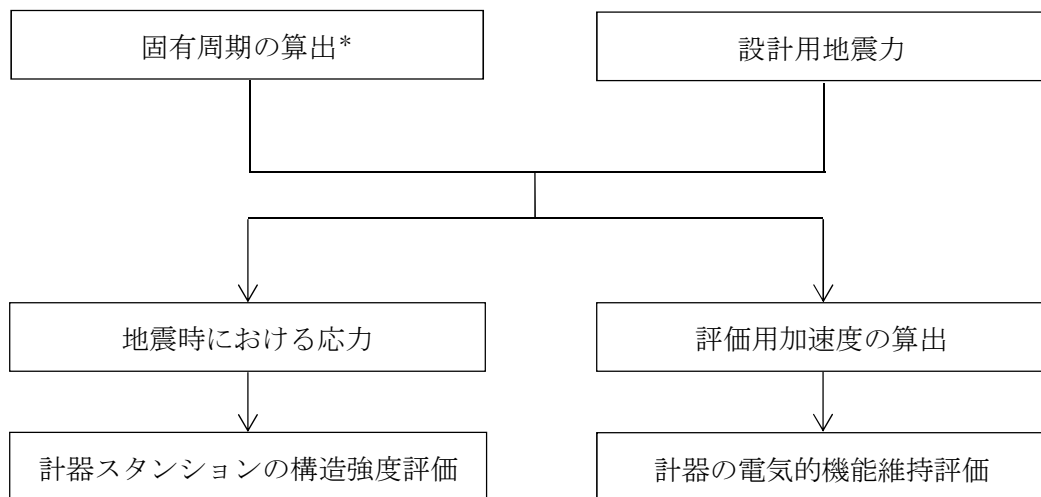 固有周期の算出*
設計用地震力
地震時における応力
評価用加速度の算出
計器スタンションの構造強度評価
計器の電気的機能維持評価